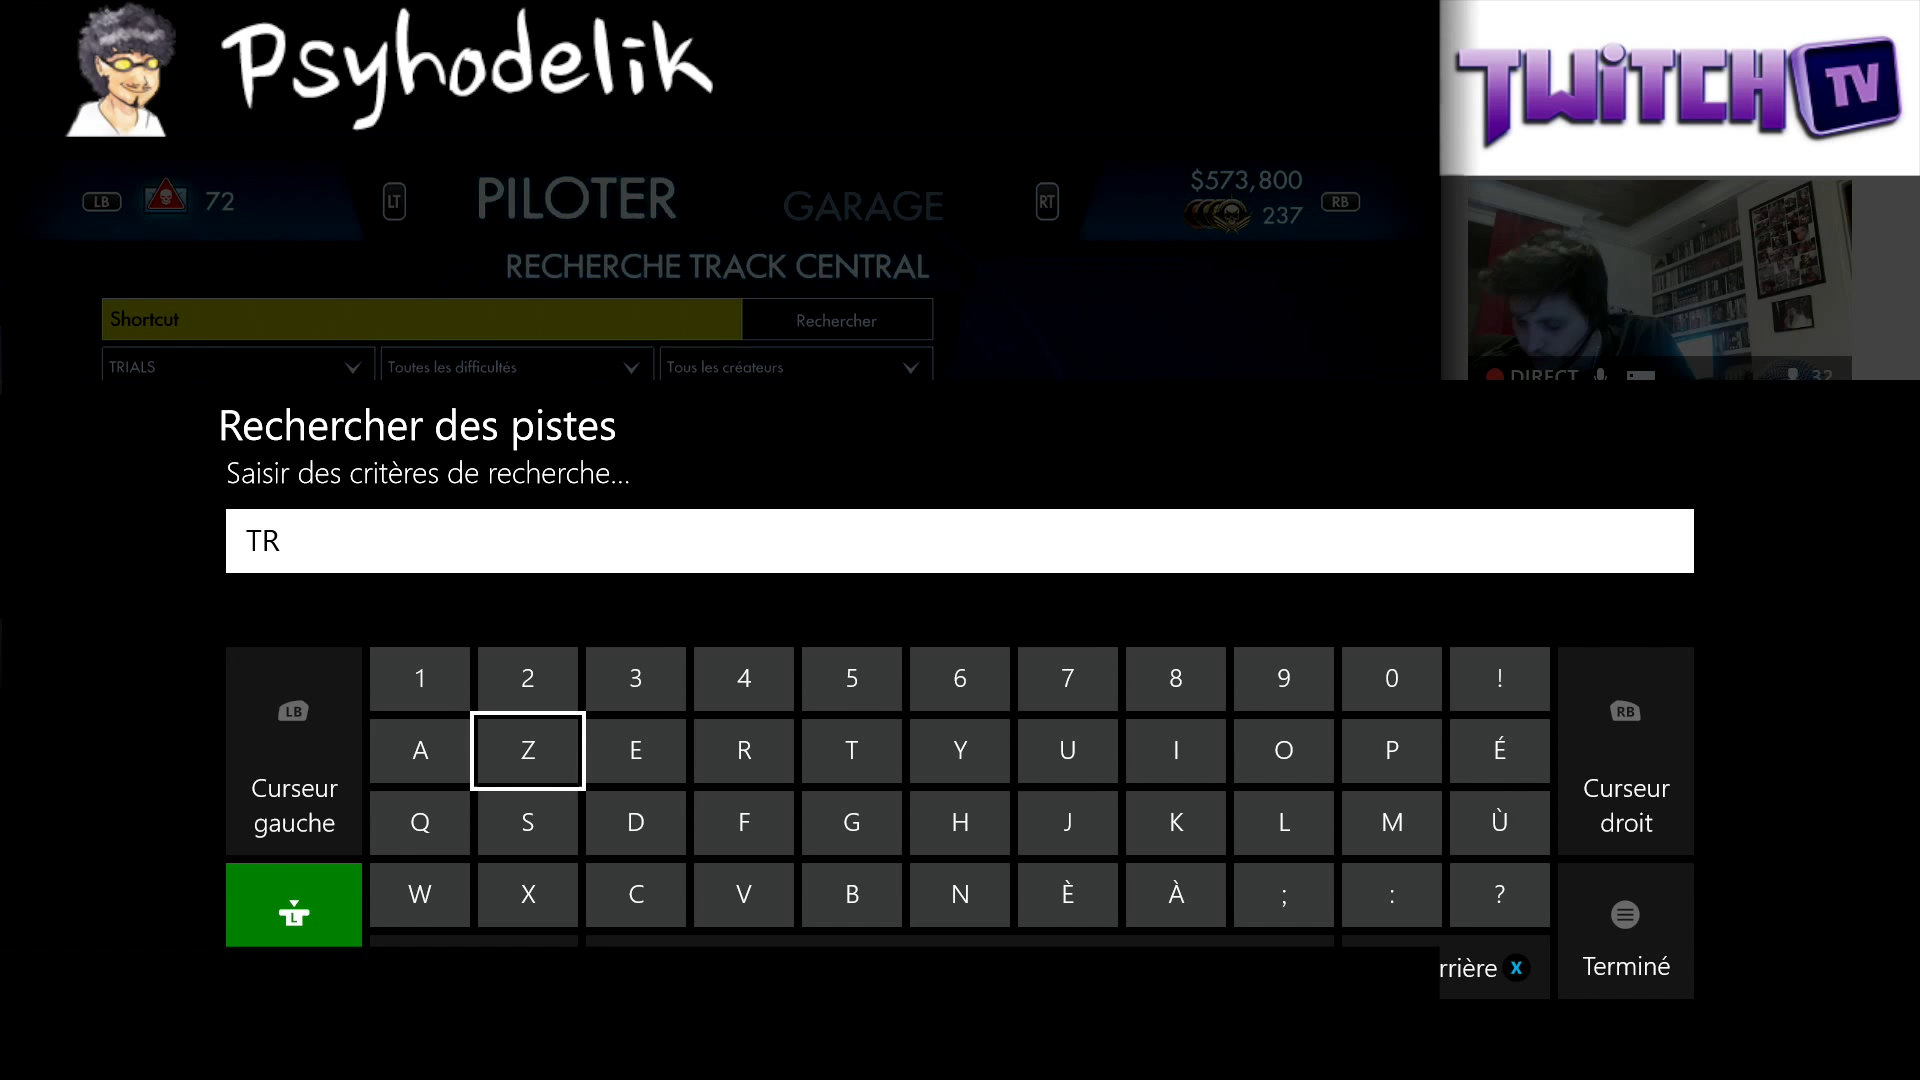 Psyhodelik
TWiTCH TV
LB 72 LT PILOTER GARAGE RT $573,800
237 RB
RECHERCHE TRACK CENTRAL
Shortcut Rechercher
TRIALS Toutes les difficultés Tous les créateurs
DIRECT 32
Rechercher des pistes
Saisir des critères de recherche...
TR
1 2 3 4 5 6 7 8 9 0 !
LB RB
A Z E R T Y U I O P É
Curseur gauche
Curseur droit
Q S D F G H J K L M Ù
W X C V B N È À ; : ?
L
rrière X
Terminé